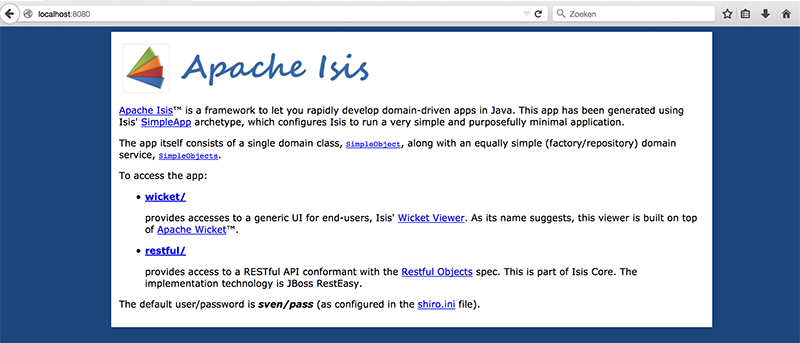 localhost:8080
Zoeken
Apache Isis
Apache Isis™ is a framework to let you rapidly develop domain-driven apps in Java. This app has been generated using
Isis' SimpleApp archetype, which configures Isis to run a very simple and purposefully minimal application.
The app itself consists of a single domain class, SimpleObject, along with an equally simple (factory/repository) domain
service, SimpleObjects.
To access the app:
• wicket/
provides accesses to a generic UI for end-users, Isis' Wicket Viewer. As its name suggests, this viewer is built on top
of Apache Wicket™.
• restful/
provides access to a RESTful API conformant with the Restful Objects spec. This is part of Isis Core. The
implementation technology is JBoss RestEasy.
The default user/password is sven/pass (as configured in the shiro.ini file).